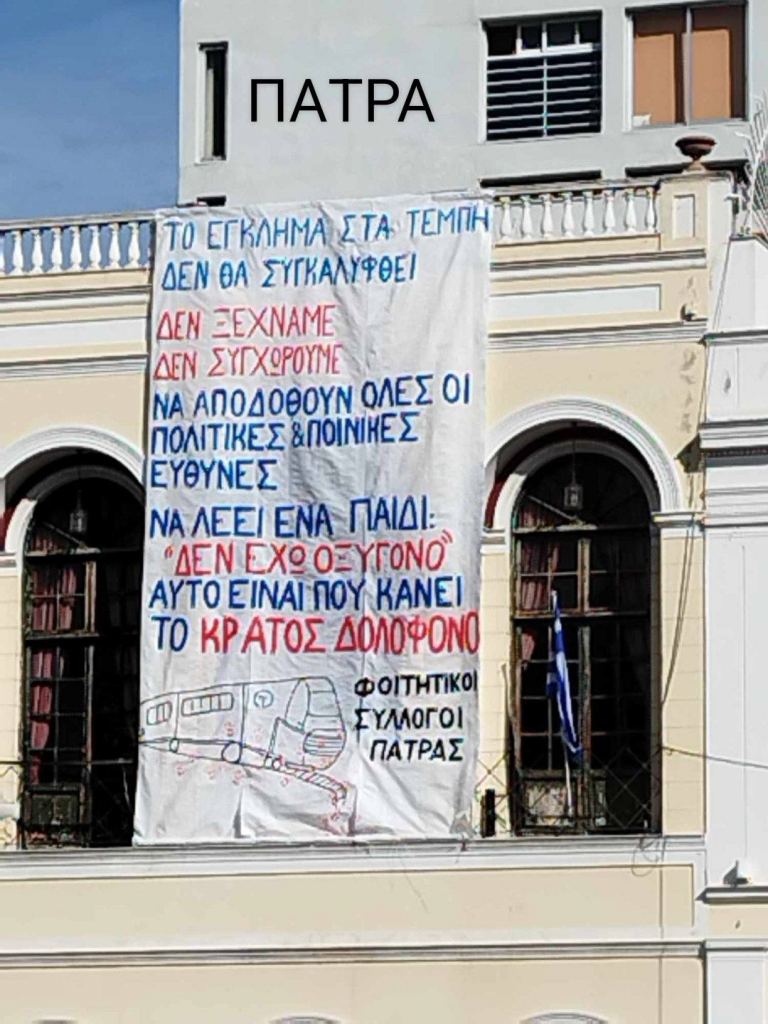 ΠΑΤΡΑ
ΤΟ ΕΓΚΛΗΜΑ ΣΤΑ ΤΕΜΠΗ
ΔΕΝ ΘΑ ΣΥΓΚΑΛΥΦΘΕΙ
ΔΕΝ ΞΕΧΝΑΜΕ
ΔΕΝ ΣΥΓΧΩΡΟΥΜΕ
ΝΑ ΑΠΟΔΟΘΟΥΝ ΟΛΕΣ ΟΙ
ΠΟΛΙΤΙΚΕΣ & ΠΟΙΝΙΚΕΣ
ΕΥΘΥΝΕΣ
ΝΑ ΛΕΕΙ ΕΝΑ ΠΑΙΔΙ:
"ΔΕΝ ΕΧΩ ΟΞΥΓΟΝΟ"
ΑΥΤΟ ΕΙΝΑΙ ΠΟΥ ΚΑΝΕΙ
ΤΟ ΚΡΑΤΟΣ ΔΟΛΟΦΟΝΟ
ΦΟΙΤΗΤΙΚΟΙ
ΣΥΛΛΟΓΟΙ
ΠΑΤΡΑΣ